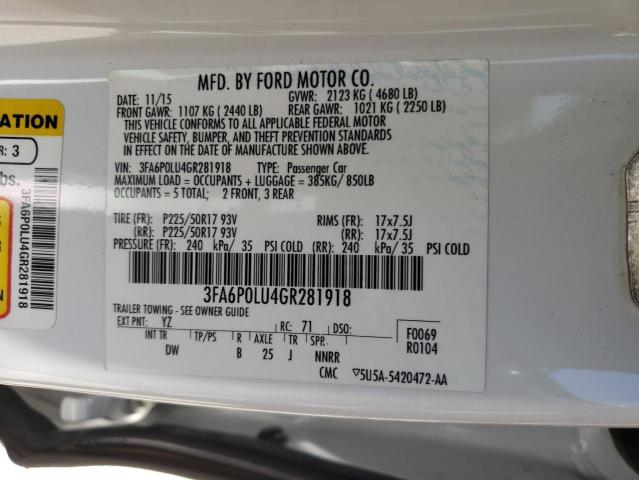 MFD. BY FORD MOTOR CO.
DATE: 11/15 GVWR: 2123 KG ( 4680 LB)
FRONT GAWR: 1107 KG ( 2440 LB) REAR GAWR: 1021 KG ( 2250 LB)
THIS VEHICLE CONFORMS TO ALL APPLICABLE FEDERAL MOTOR
VEHICLE SAFETY, BUMPER, AND THEFT PREVENTION STANDARDS
IN EFFECT ON THE DATE OF MANUFACTURE SHOWN ABOVE.
VIN: 3FA6P0LU4GR281918 TYPE: Passenger Car
MAXIMUM LOAD = OCCUPANTS + LUGGAGE = 385KG/ 850LB
OCCUPANTS = 5 TOTAL; 2 FRONT, 3 REAR
TIRE (FR): P225/50R17 93V RIMS (FR): 17x7.5J
(RR): P225/50R17 93V (RR): 17x7.5J
PRESSURE (FR): 240 kPa/ 35 PSI COLD (RR): 240 kPa/ 35 PSI COLD
3FA6P0LU4GR281918
TRAILER TOWING - SEE OWNER GUIDE
EXT PNT: YZ RC: 71 DSO: F0069
INT TR TP/PS R AXLE TR SPR R0104
DW B 25 J NNRR
CMC ▽5U5A-5420472-AA
ATION
R: 3
bs.
3FA6P0LU4GR281918